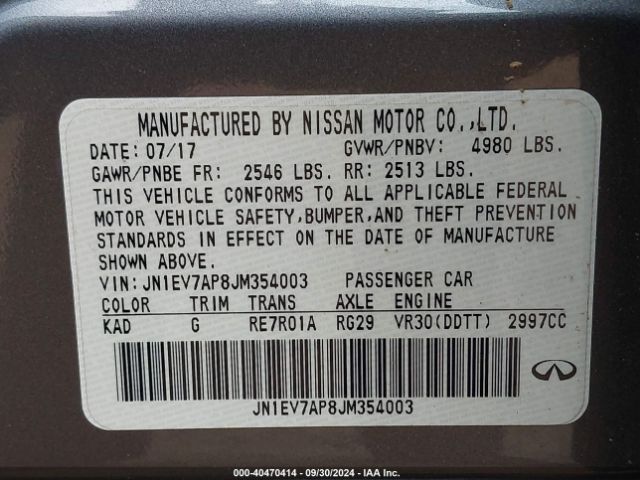 MANUFACTURED BY NISSAN MOTOR CO.,LTD.
DATE: 07/17 GVWR/PNBV: 4980 LBS.
GAWR/PNBE FR: 2546 LBS. RR: 2513 LBS.
THIS VEHICLE CONFORMS TO ALL APPLICABLE FEDERAL
MOTOR VEHICLE SAFETY,BUMPER,AND THEFT PREVENTION
STANDARDS IN EFFECT ON THE DATE OF MANUFACTURE
SHOWN ABOVE.
VIN:JN1EV7AP8JM354003 PASSENGER CAR
COLOR TRIM TRANS AXLE ENGINE
KAD G RE7R01A RG29 VR30(DDTT) 2997CC
JN1EV7AP8JM354003
000-40470414 - 09/30/2024 - IAA Inc.